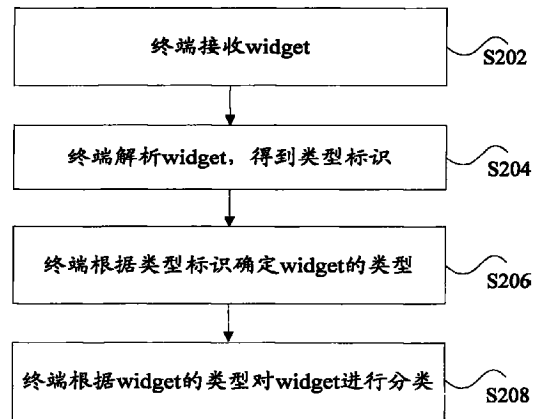 终端接收widget
S202
终端解析widget，得到类型标识
S204
终端根据类型标识确定widget的类型
S206
终端根据widget的类型对widget进行分类
S208